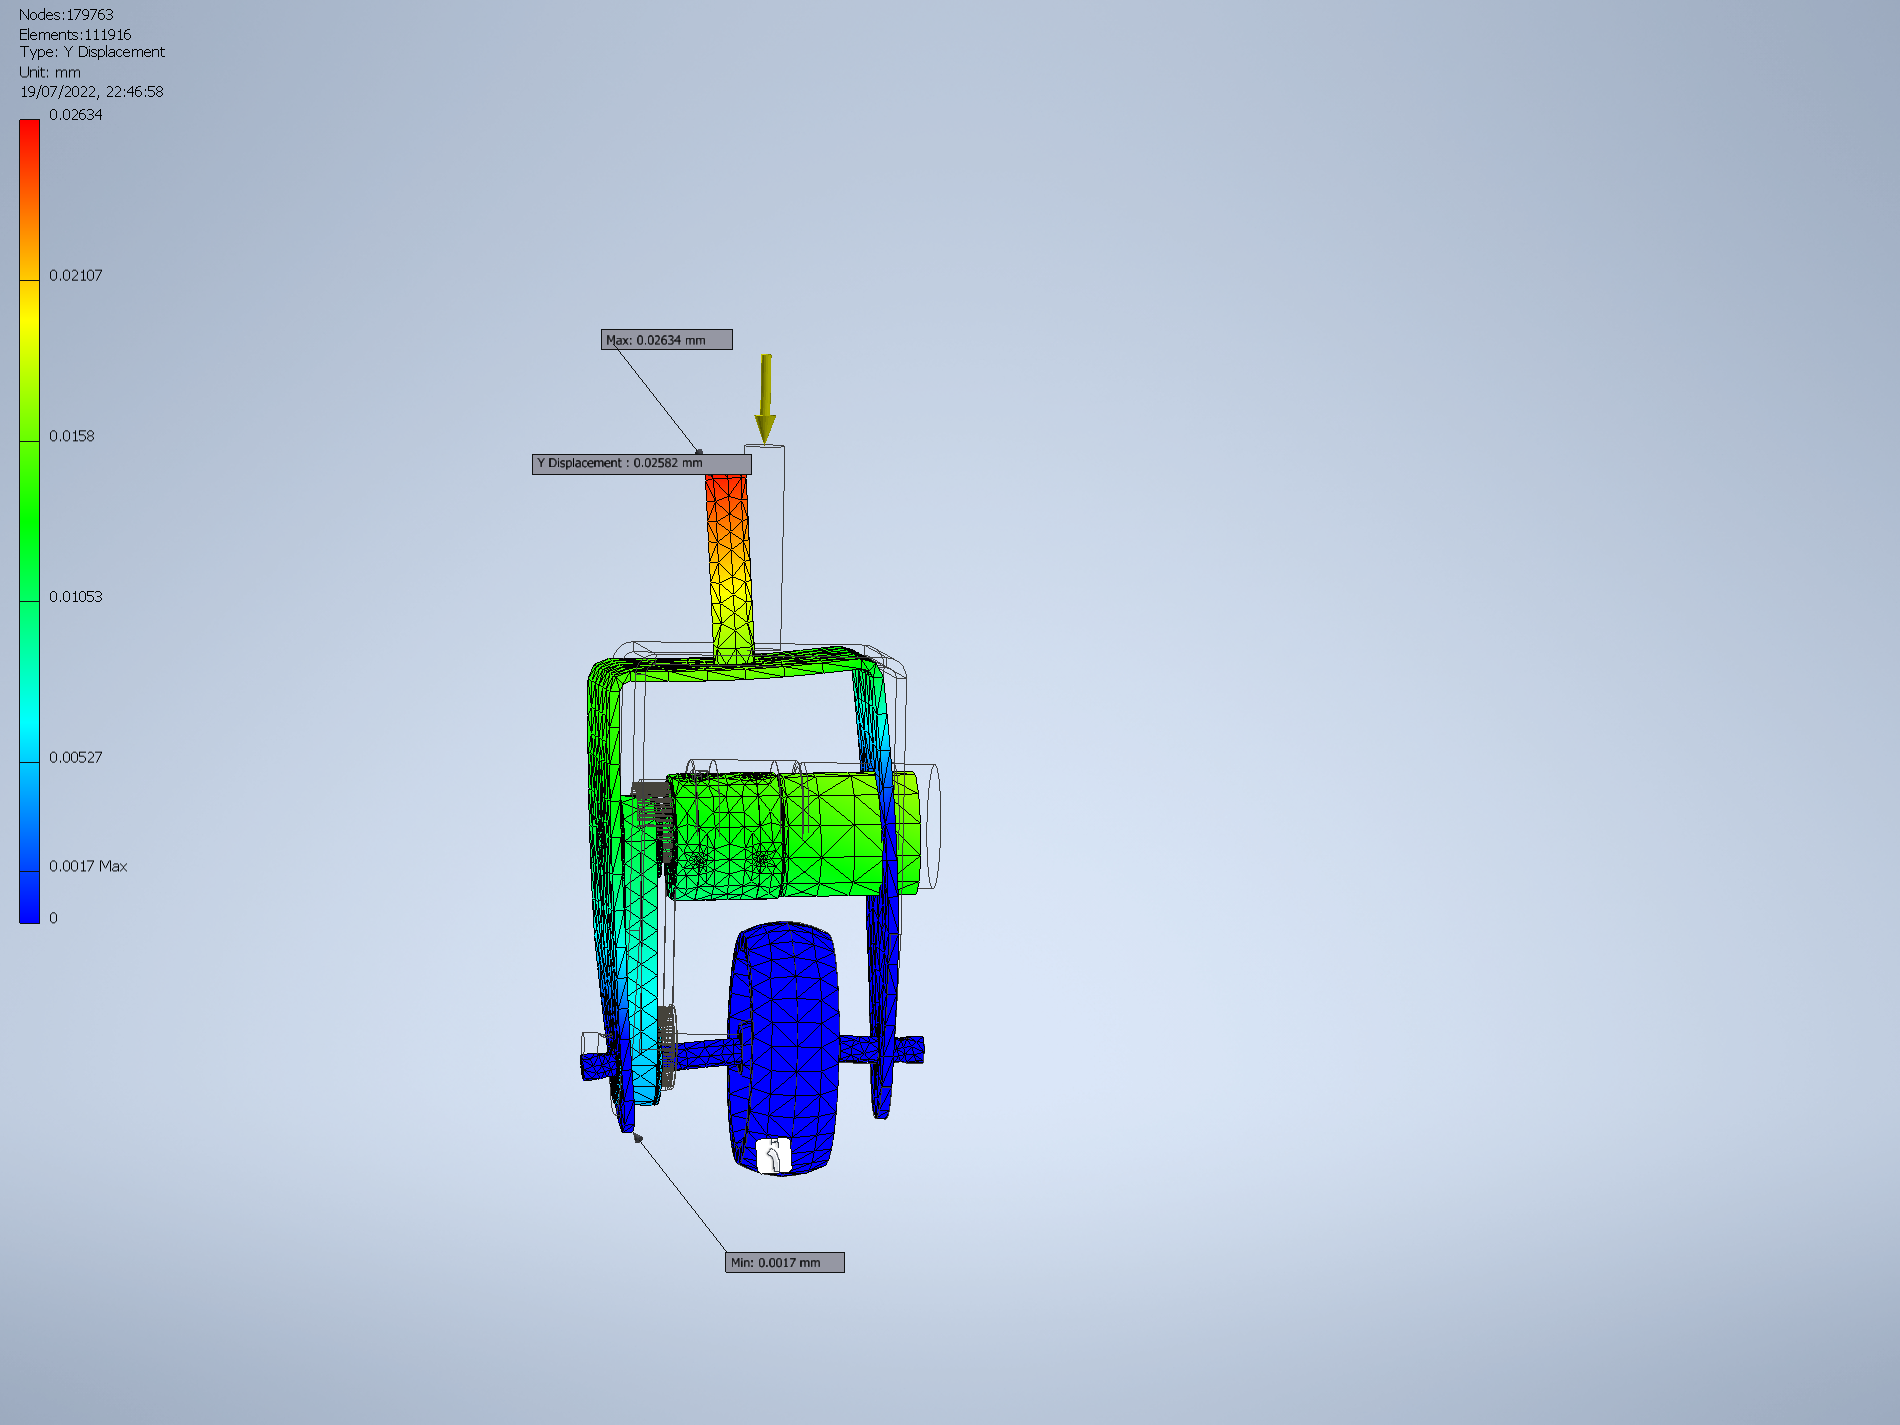 Nodes:179763
Elements:111916
Type: Y Displacement
Unit: mm
19/07/2022, 22:46:58
0.02634
0.02107
0.0158
0.01053
0.00527
0.0017 Max
0
Max: 0.02634 mm
Y Displacement : 0.02582 mm
Min: 0.0017 mm